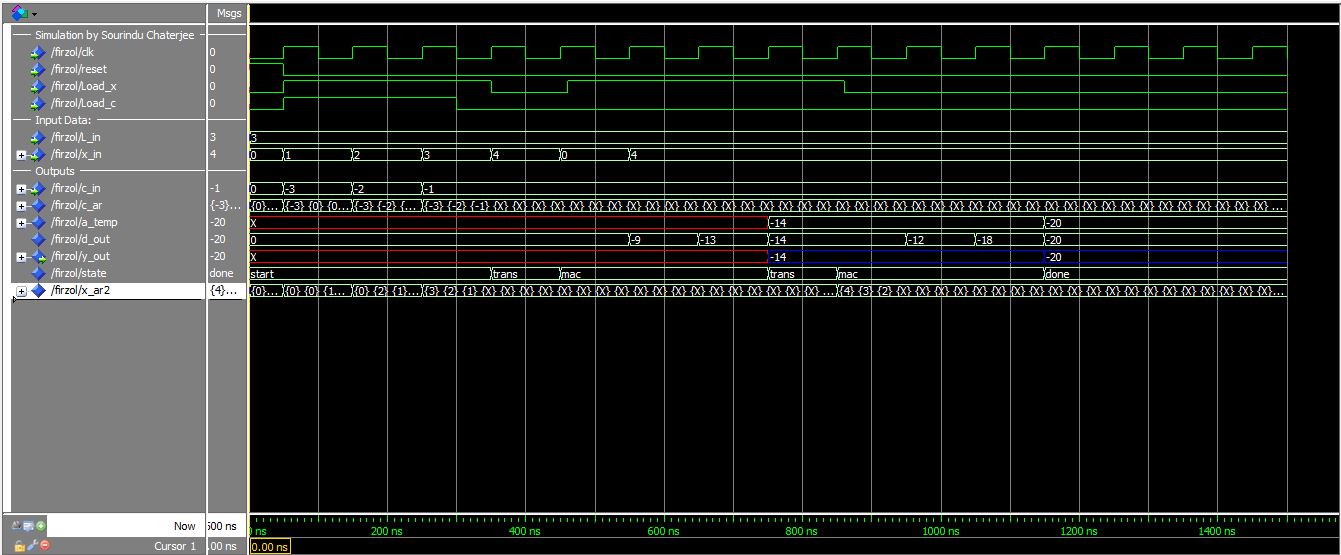 Msgs
Simulation by Sourindu Chaterjee
/firzol/clk 0
/firzol/reset 0
/firzol/Load_x 0
/firzol/Load_c 0
Input Data:
/firzol/L_in 3 3
/firzol/x_in 4 0 1 2 3 4 0 4
Outputs
/firzol/c_in -1 0 -3 -2 -1
/firzol/c_ar {-3}... {0}... {-3} {0} {0... {-3} {-2} {... {-3} {-2} {-1} {X} {X} {X} {X} {X} {X} {X} {X} {X} {X} {X} {X} {X} {X} {X} {X} {X} {X} {X} {X} {X} {X} {X} {X} {X} {X} {X} ...
/firzol/a_temp -20 X -14 -20
/firzol/d_out -20 0 -9 -13 -14 -12 -18 -20
/firzol/y_out -20 X -14 -20
/firzol/state done start trans mac trans mac done
/firzol/x_ar2 {4}... {0}... {0} {0} {1... {0} {2} {1}... {3} {2} {1} {X} {X} {X} {X} {X} {X} {X} {X} {X} {X} {X} {X} {X} {X} ... {4} {3} {2} {X} {X} {X} {X} {X} {X} {X} {X} {X} {X} {X} {X} {X} {X} {X}...
Now 500 ns ns 200 ns 400 ns 600 ns 800 ns 1000 ns 1200 ns 1400 ns
Cursor 1 .00 ns 0.00 ns